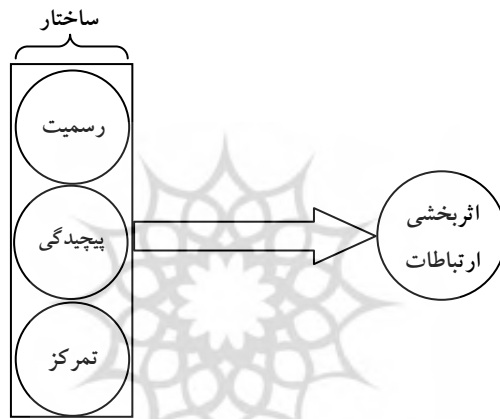 ساختار
رسمیت
پیچیدگی
تمرکز
اثربخشی
ارتباطات